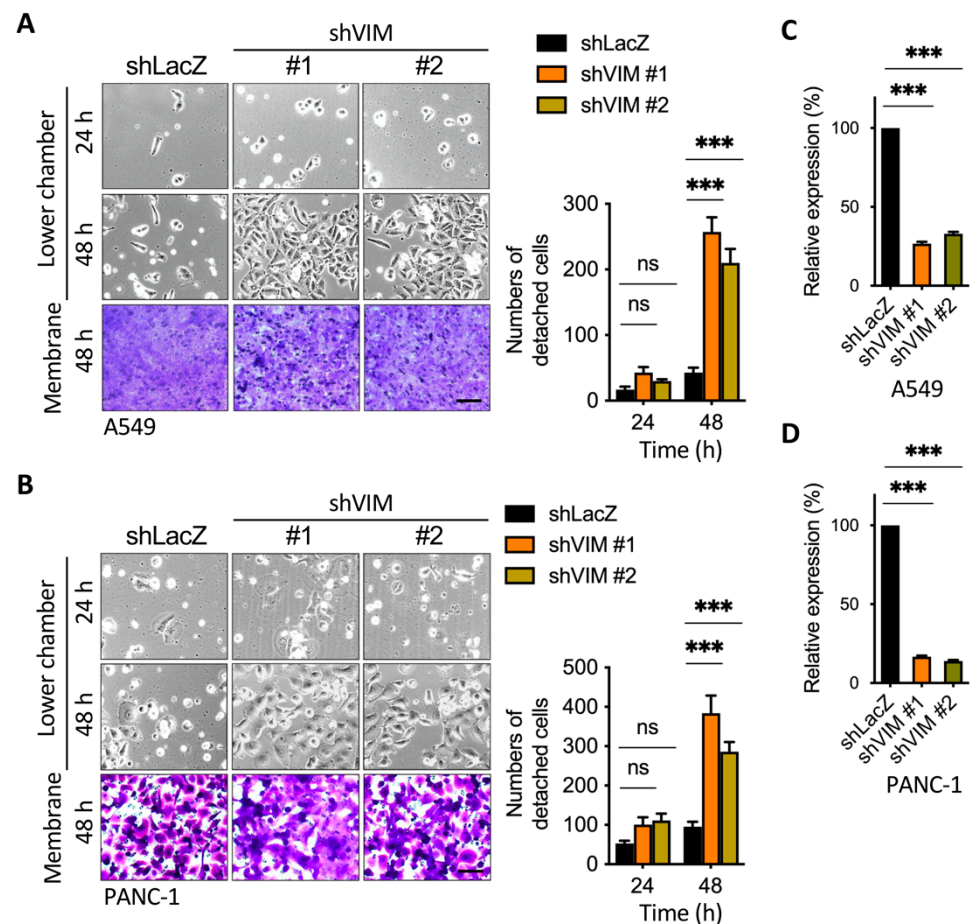 A
shVIM
shLacZ #1 #2
Lower chamber
24 h
48 h
Membrane
48 h
A549
shLacZ
shVIM #1
shVIM #2
Numbers of
detached cells
300
200
100
0
ns
ns
***
***
24 48
Time (h)
B
shVIM
shLacZ #1 #2
Lower chamber
24 h
48 h
Membrane
48 h
PANC-1
shLacZ
shVIM #1
shVIM #2
Numbers of
detached cells
500
400
300
200
100
0
ns
ns
***
***
24 48
Time (h)
C
***
***
Relative expression (%)
100
50
0
shLacZ
shVIM #1
shVIM #2
A549
D
***
***
Relative expression (%)
100
50
0
shLacZ
shVIM #1
shVIM #2
PANC-1